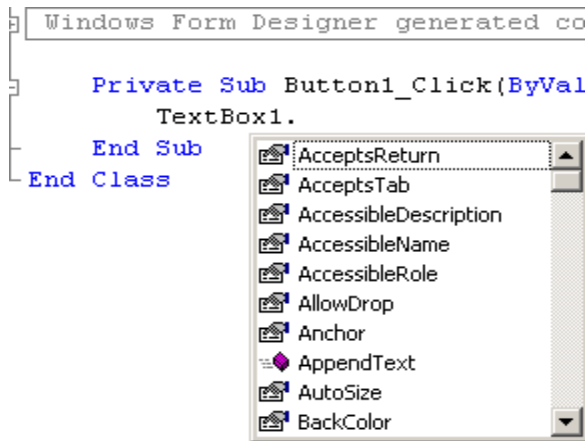 Windows Form Designer generated co
Private Sub Button1_Click(ByVal
TextBox1.
End Sub
End Class
AcceptsReturn
AcceptsTab
AccessibleDescription
AccessibleName
AccessibleRole
AllowDrop
Anchor
AppendText
AutoSize
BackColor